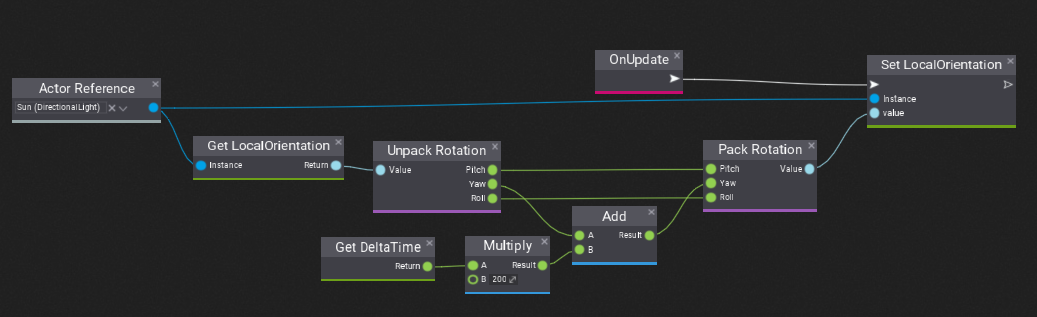 OnUpdate
Set LocalOrientation
Instance
value
Actor Reference
Sun (DirectionalLight)
Get LocalOrientation
Instance Return
Unpack Rotation
Value Pitch
Yaw
Roll
Pack Rotation
Pitch Value
Yaw
Roll
Add
A Result
B
Get DeltaTime
Return
Multiply
A Result
B 200